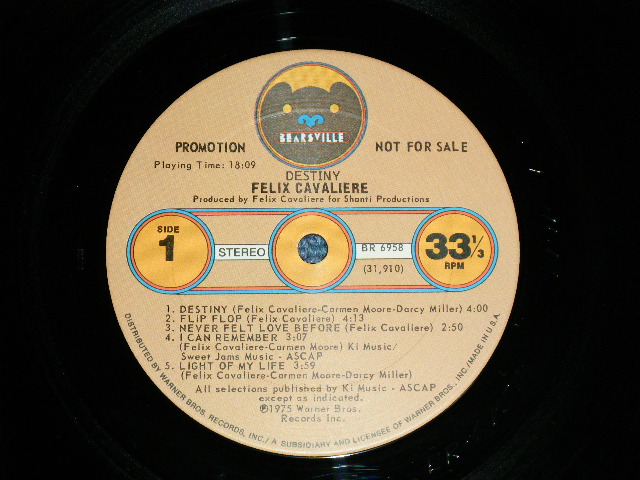 BEARSVILLE
PROMOTION NOT FOR SALE
Playing Time: 18:09
DESTINY
FELIX CAVALIERE
Produced by Felix Cavaliere for Shanti Productions
SIDE
1
STEREO
BR 6958
(31,910)
33 1/3
RPM
1. DESTINY (Felix Cavaliere-Carmen Moore-Darcy Miller) 4:00
2. FLIP FLOP (Felix Cavaliere) 4:13
3. NEVER FELT LOVE BEFORE (Felix Cavaliere) 2:50
4. I CAN REMEMBER 3:07
(Felix Cavaliere-Carmen Moore) Ki Music/
Sweet Jams Music - ASCAP
5. LIGHT OF MY LIFE 3:59
(Felix Cavaliere-Carmen Moore-Darcy Miller)
All selections published by Ki Music - ASCAP
except as indicated.
℗1975 Warner Bros.
Records Inc.
DISTRIBUTED BY WARNER BROS. RECORDS, INC./ A SUBSIDIARY AND LICENSEE OF WARNER BROS., INC./MADE IN U.S.A.